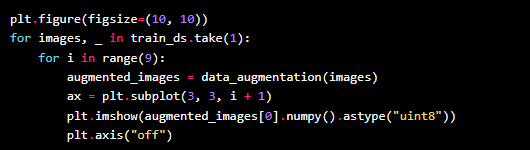 plt.figure(figsize=(10, 10))
for images, _ in train_ds.take(1):
    for i in range(9):
        augmented_images = data_augmentation(images)
        ax = plt.subplot(3, 3, i + 1)
        plt.imshow(augmented_images[0].numpy().astype("uint8"))
        plt.axis("off")